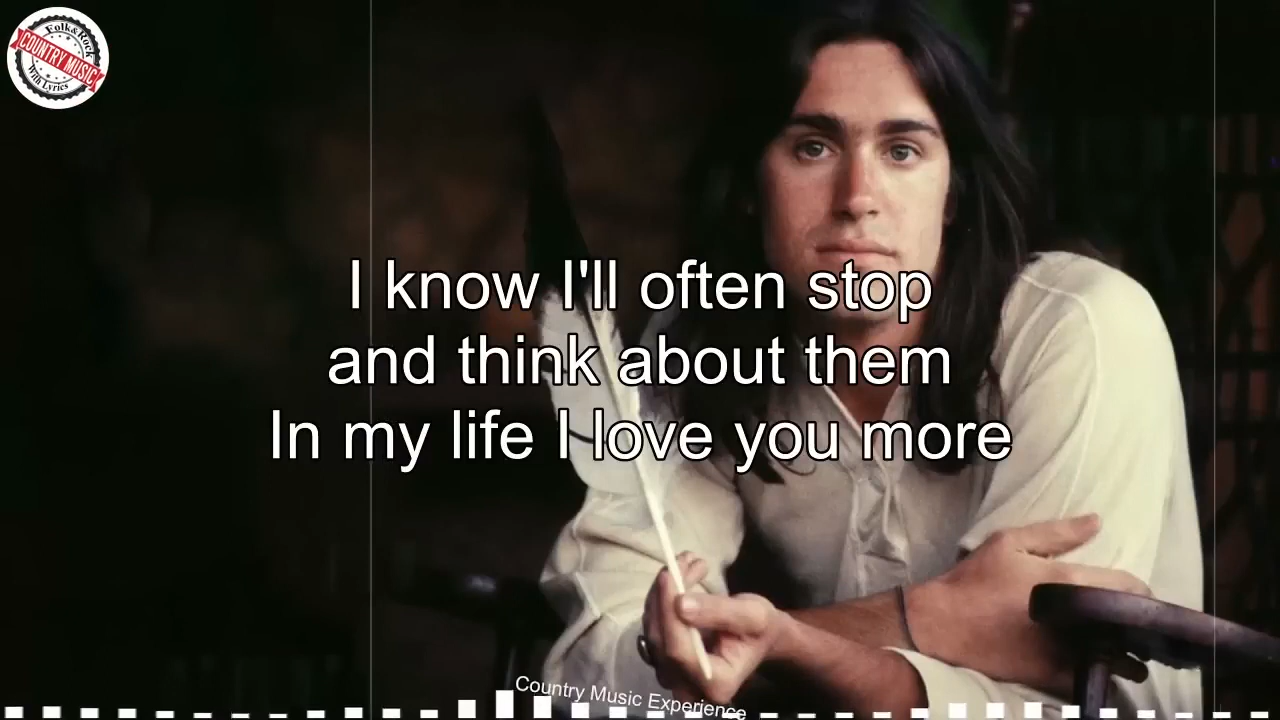 Folk&Rock
COUNTRY MUSIC
With Lyrics
I know I'll often stop
and think about them
In my life I love you more
Country Music Experience